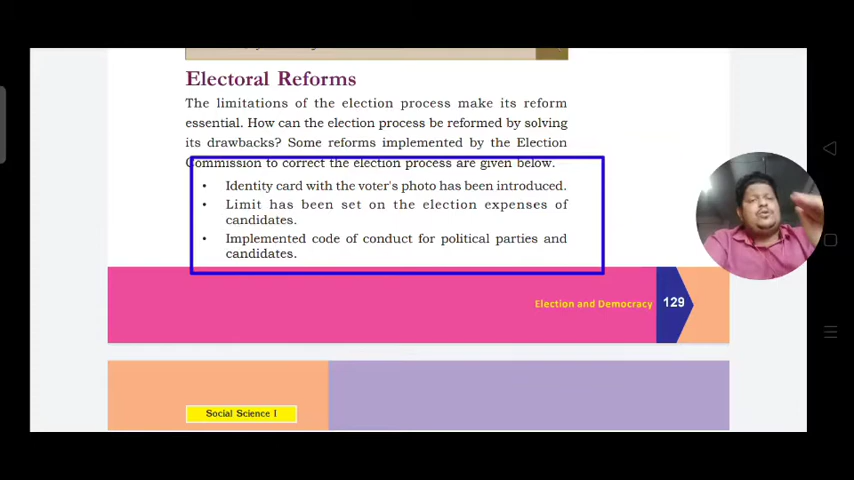 Electoral Reforms
The limitations of the election process make its reform
essential. How can the election process be reformed by solving
its drawbacks? Some reforms implemented by the Election
Commission to correct the election process are given below.
• Identity card with the voter's photo has been introduced.
• Limit has been set on the election expenses of
candidates.
• Implemented code of conduct for political parties and
candidates.
Election and Democracy 129
Social Science I